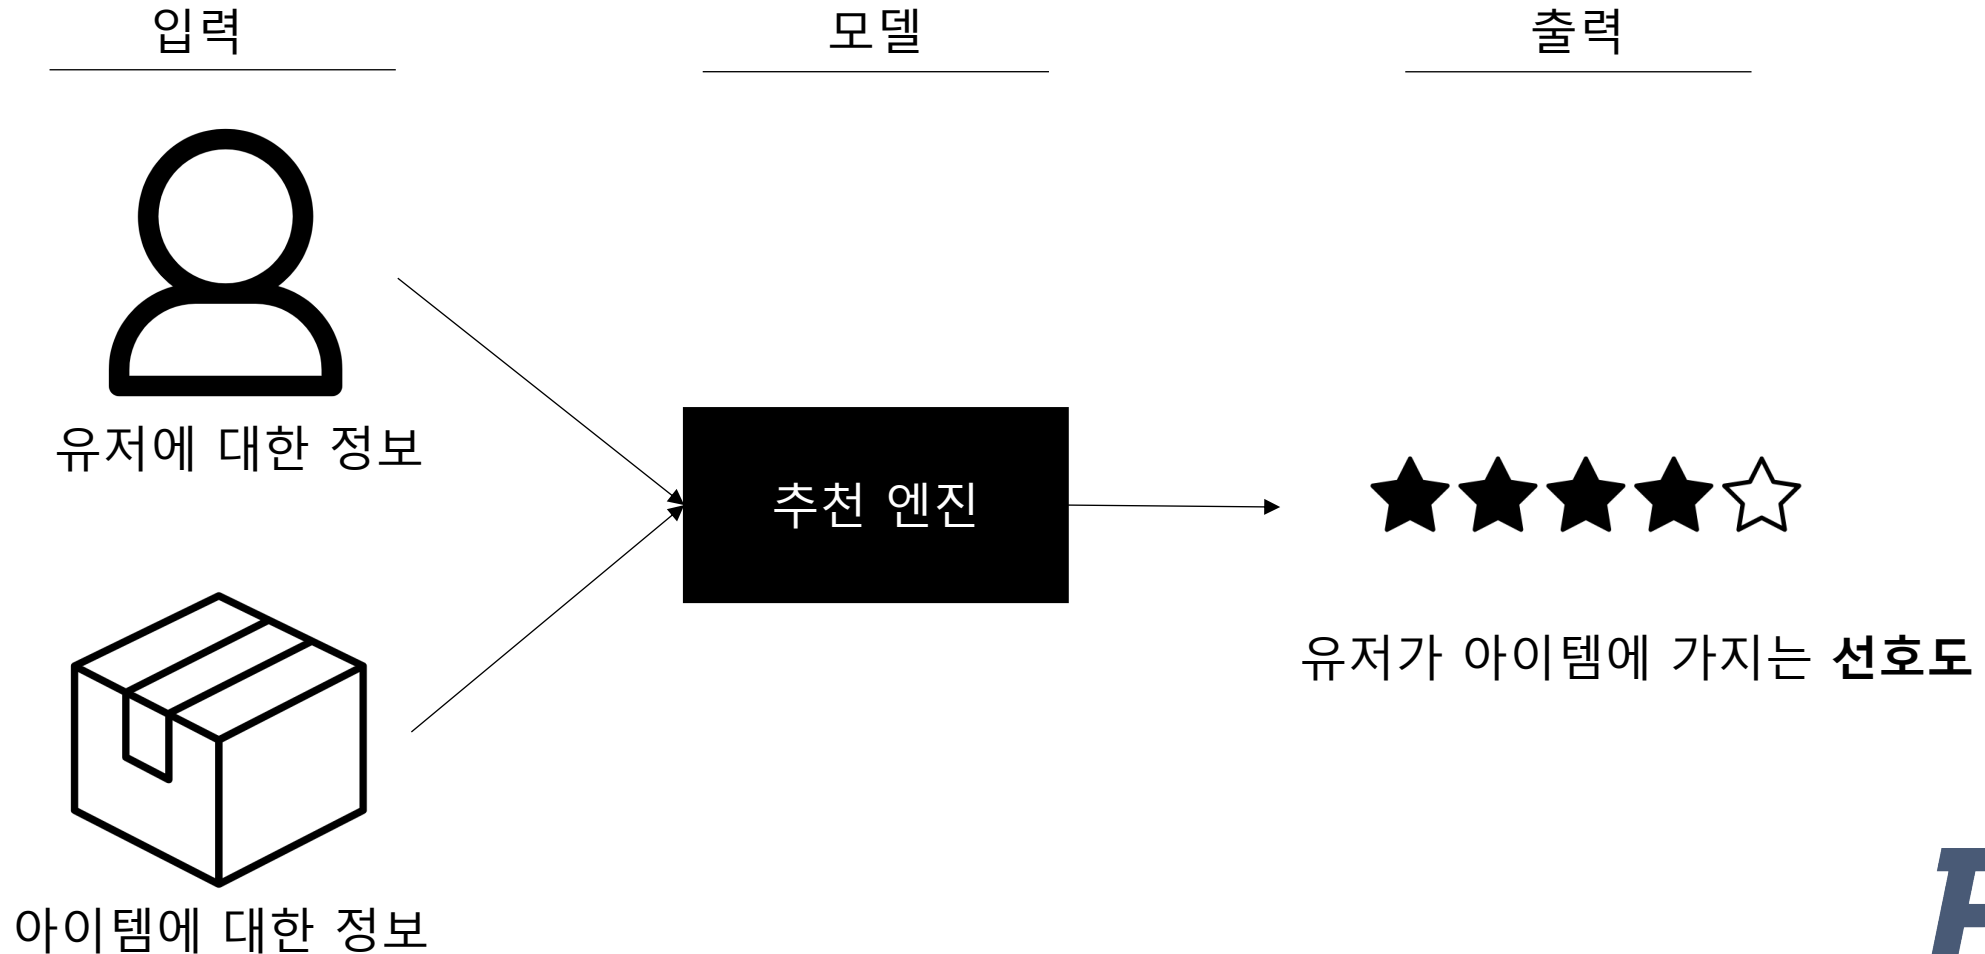 입력
모델
출력
유저에 대한 정보
추천 엔진
유저가 아이템에 가지는 선호도
아이템에 대한 정보